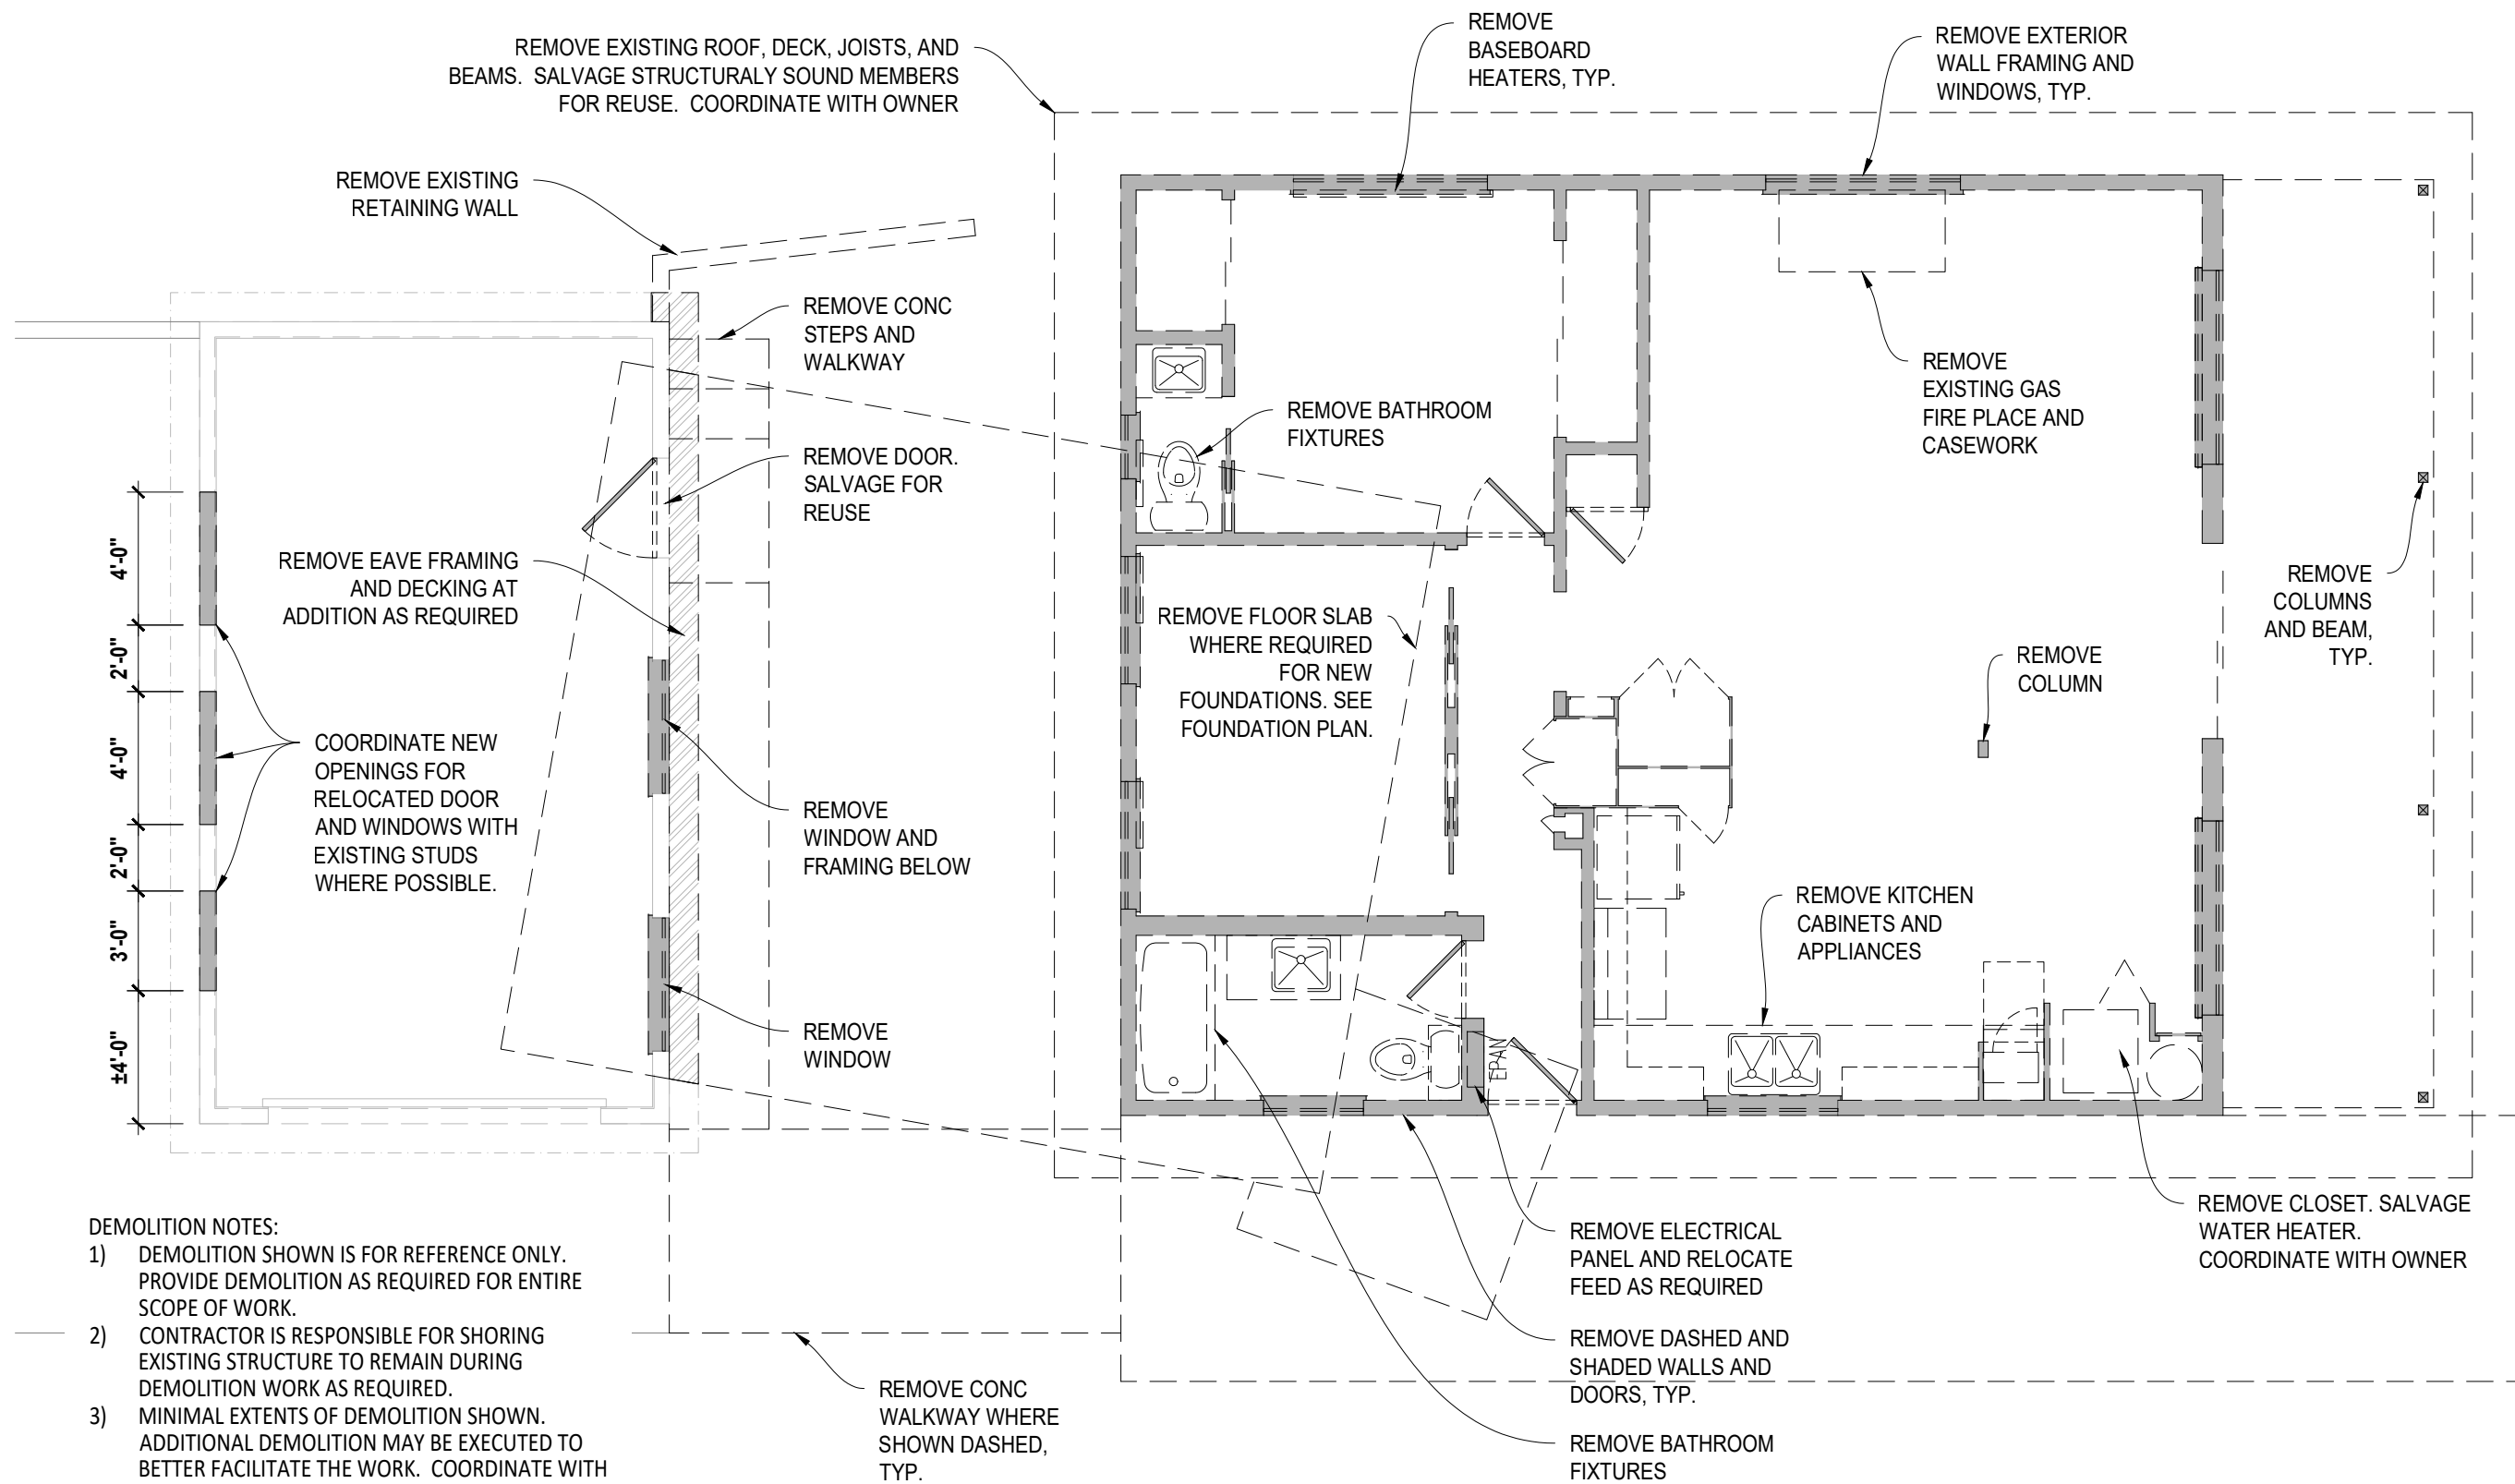 REMOVE EXISTING ROOF, DECK, JOISTS, AND
BEAMS. SALVAGE STRUCTURALY SOUND MEMBERS
FOR REUSE. COORDINATE WITH OWNER
REMOVE
BASEBOARD
HEATERS, TYP.
REMOVE EXTERIOR
WALL FRAMING AND
WINDOWS, TYP.
REMOVE EXISTING
RETAINING WALL
REMOVE CONC
STEPS AND
WALKWAY
REMOVE
EXISTING GAS
FIRE PLACE AND
CASEWORK
REMOVE BATHROOM
FIXTURES
REMOVE DOOR.
SALVAGE FOR
REUSE
REMOVE EAVE FRAMING
AND DECKING AT
ADDITION AS REQUIRED
REMOVE FLOOR SLAB
WHERE REQUIRED
FOR NEW
FOUNDATIONS. SEE
FOUNDATION PLAN.
REMOVE
COLUMNS
AND BEAM,
TYP.
REMOVE
COLUMN
4'-0"
2'-0"
4'-0"
2'-0"
3'-0"
±4'-0"
COORDINATE NEW
OPENINGS FOR
RELOCATED DOOR
AND WINDOWS WITH
EXISTING STUDS
WHERE POSSIBLE.
REMOVE
WINDOW AND
FRAMING BELOW
REMOVE KITCHEN
CABINETS AND
APPLIANCES
REMOVE
WINDOW
EPAN
REMOVE CLOSET. SALVAGE
WATER HEATER.
COORDINATE WITH OWNER
REMOVE ELECTRICAL
PANEL AND RELOCATE
FEED AS REQUIRED
REMOVE DASHED AND
SHADED WALLS AND
DOORS, TYP.
REMOVE BATHROOM
FIXTURES
REMOVE CONC
WALKWAY WHERE
SHOWN DASHED,
TYP.
DEMOLITION NOTES:
1) DEMOLITION SHOWN IS FOR REFERENCE ONLY.
PROVIDE DEMOLITION AS REQUIRED FOR ENTIRE
SCOPE OF WORK.
2) CONTRACTOR IS RESPONSIBLE FOR SHORING
EXISTING STRUCTURE TO REMAIN DURING
DEMOLITION WORK AS REQUIRED.
3) MINIMAL EXTENTS OF DEMOLITION SHOWN.
ADDITIONAL DEMOLITION MAY BE EXECUTED TO
BETTER FACILITATE THE WORK. COORDINATE WITH